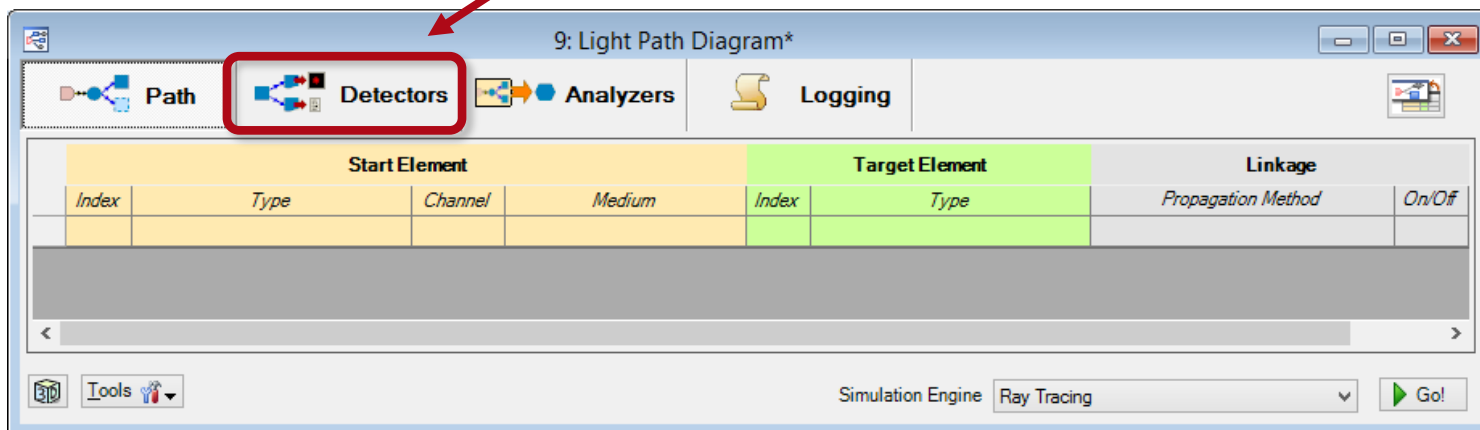 9: Light Path Diagram*
Path Detectors Analyzers Logging
Start Element Target Element Linkage
Index Type Channel Medium Index Type Propagation Method On/Off
3D Tools Simulation Engine Ray Tracing Go!